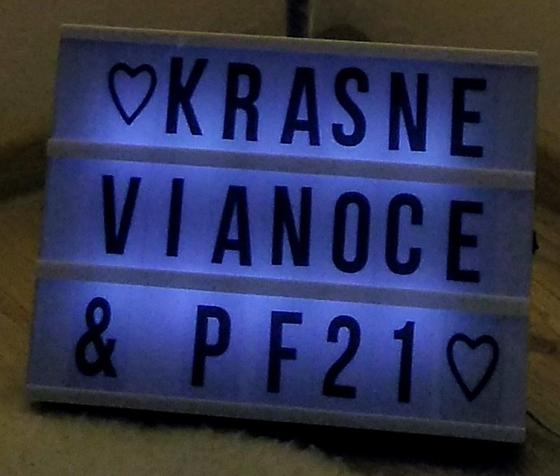 ♡KRASNE
VIANOCE
& PF21♡